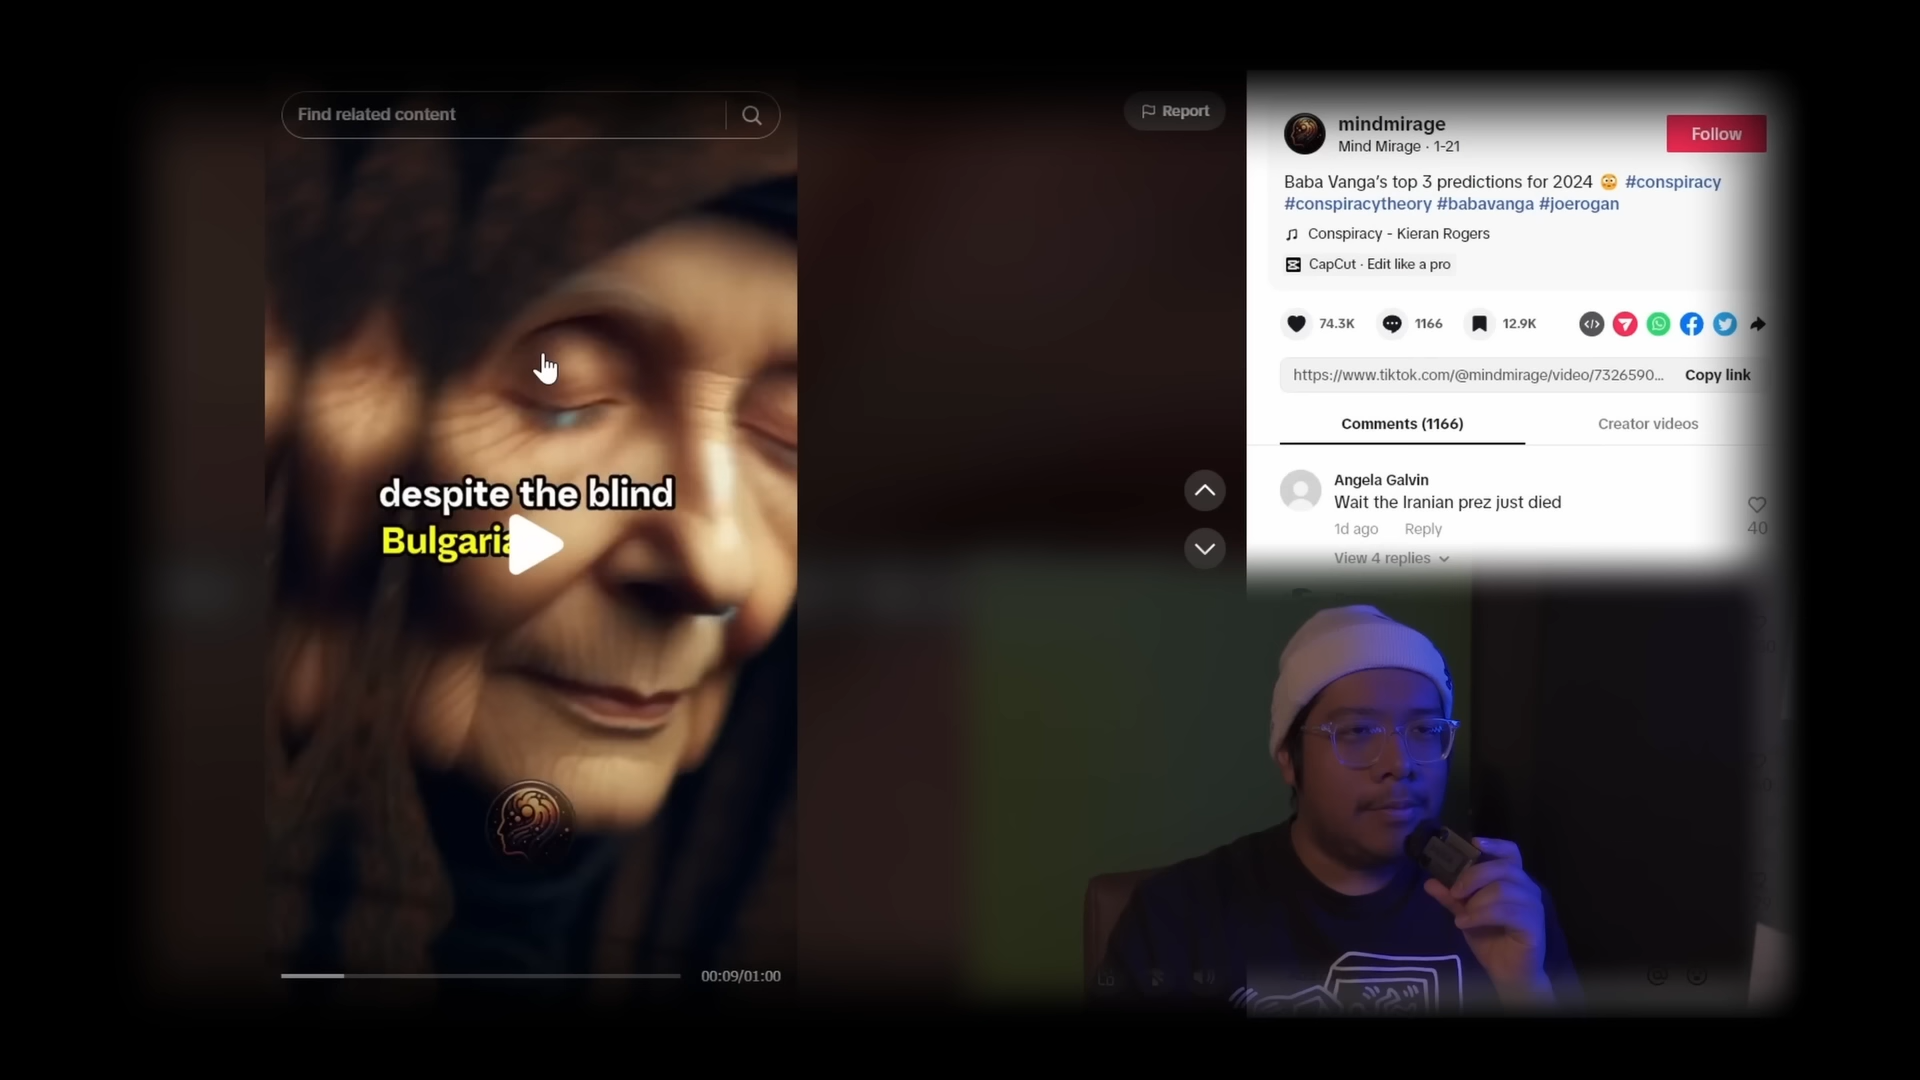 Find related content
Report
despite the blind
Bulgaria
00:09/01:00
mindmirage
Mind Mirage · 1-21
Follow
Baba Vanga's top 3 predictions for 2024 😳 #conspiracy
#conspiracytheory #babavanga #joerogan
Conspiracy - Kieran Rogers
CapCut · Edit like a pro
74.3K
1166
12.9K
https://www.tiktok.com/@mindmirage/video/7326590...
Copy link
Comments (1166)
Creator videos
Angela Galvin
Wait the Iranian prez just died
40
1d ago
Reply
View 4 replies